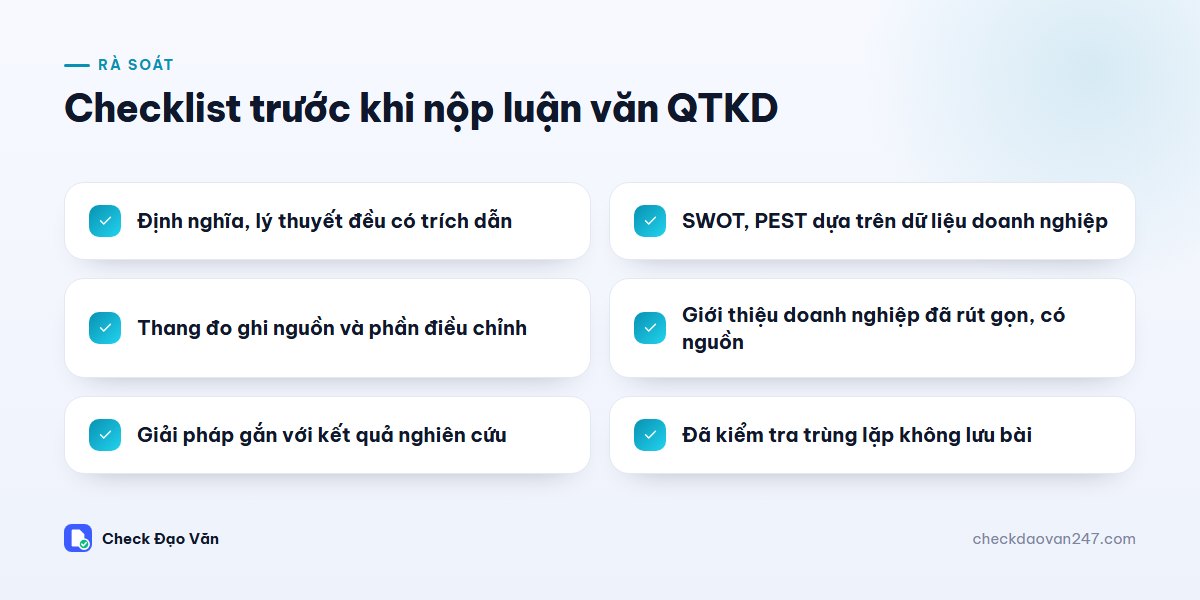 RÀ SOÁT
Checklist trước khi nộp luận văn QTKD
Định nghĩa, lý thuyết đều có trích dẫn
SWOT, PEST dựa trên dữ liệu doanh nghiệp
Thang đo ghi nguồn và phần điều chỉnh
Giới thiệu doanh nghiệp đã rút gọn, có
nguồn
Giải pháp gắn với kết quả nghiên cứu
Đã kiểm tra trùng lặp không lưu bài
Check Đạo Văn
checkdaovan247.com